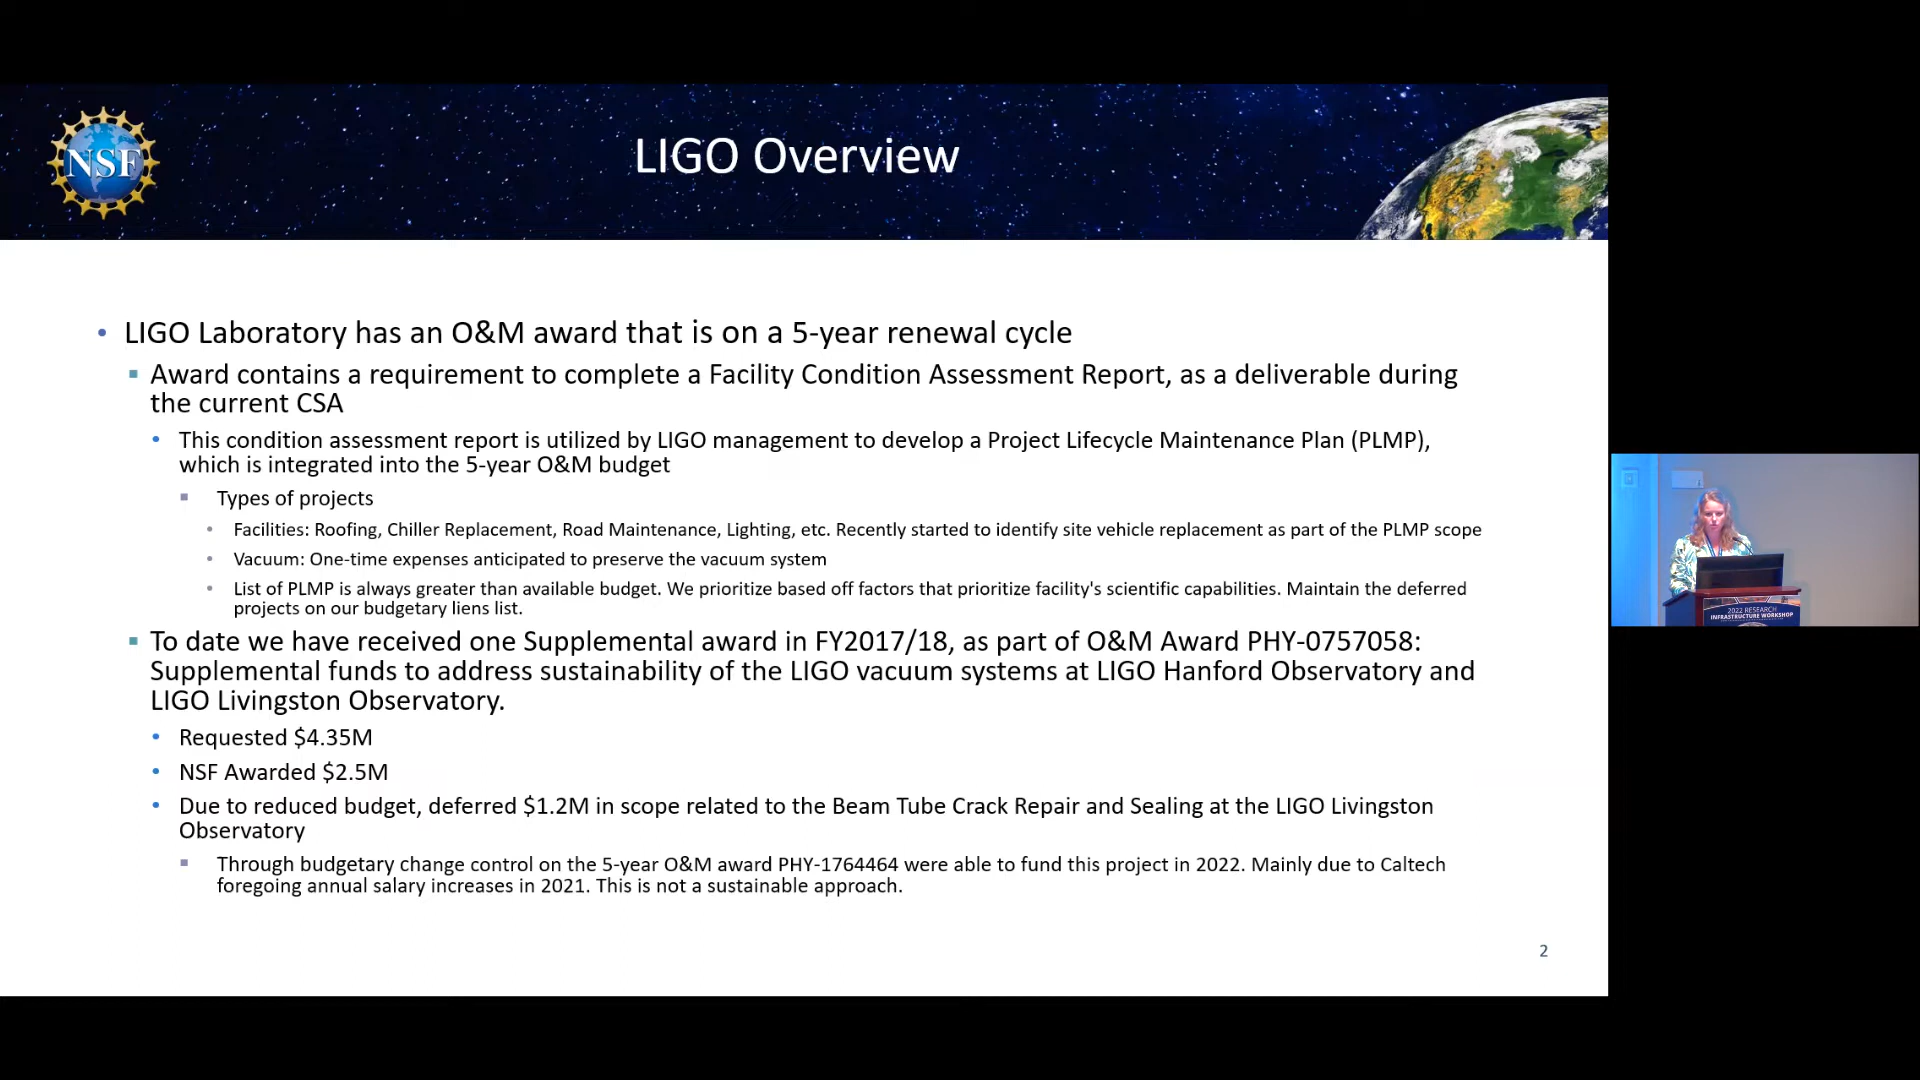 NSF
LIGO Overview
• LIGO Laboratory has an O&M award that is on a 5-year renewal cycle
▪ Award contains a requirement to complete a Facility Condition Assessment Report, as a deliverable during
the current CSA
• This condition assessment report is utilized by LIGO management to develop a Project Lifecycle Maintenance Plan (PLMP),
which is integrated into the 5-year O&M budget
▪ Types of projects
• Facilities: Roofing, Chiller Replacement, Road Maintenance, Lighting, etc. Recently started to identify site vehicle replacement as part of the PLMP scope
• Vacuum: One-time expenses anticipated to preserve the vacuum system
• List of PLMP is always greater than available budget. We prioritize based off factors that prioritize facility's scientific capabilities. Maintain the deferred
projects on our budgetary liens list.
▪ To date we have received one Supplemental award in FY2017/18, as part of O&M Award PHY-0757058:
Supplemental funds to address sustainability of the LIGO vacuum systems at LIGO Hanford Observatory and
LIGO Livingston Observatory.
• Requested $4.35M
• NSF Awarded $2.5M
• Due to reduced budget, deferred $1.2M in scope related to the Beam Tube Crack Repair and Sealing at the LIGO Livingston
Observatory
▪ Through budgetary change control on the 5-year O&M award PHY-1764464 were able to fund this project in 2022. Mainly due to Caltech
foregoing annual salary increases in 2021. This is not a sustainable approach.
2
2022 RESEARCH
INFRASTRUCTURE WORKSHOP